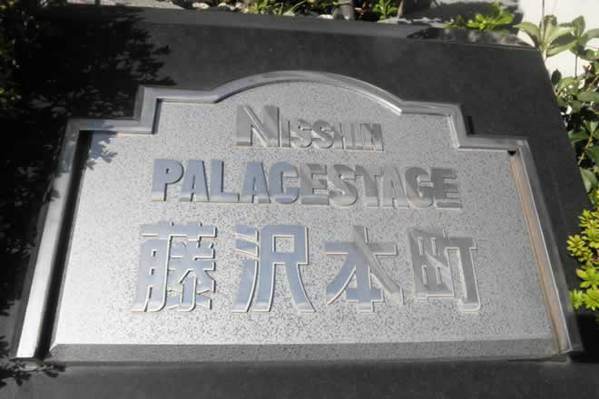 NISSHIN
PALACESTAGE
藤沢本町